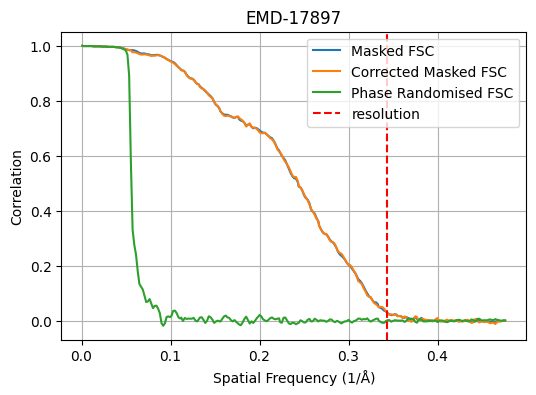 EMD-17897
Masked FSC
Corrected Masked FSC
Phase Randomised FSC
resolution
Correlation
1.0
0.8
0.6
0.4
0.2
0.0
0.0 0.1 0.2 0.3 0.4
Spatial Frequency (1/Å)